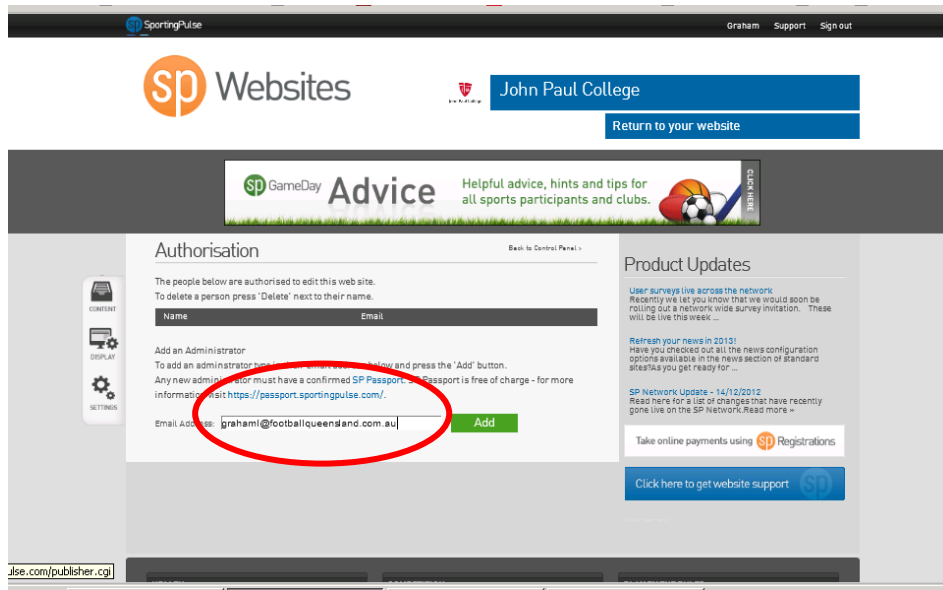 SportingPulse
Graham Support Sign out
sp Websites
John Paul College
Return to your website
sp GameDay Advice
Helpful advice, hints and tips for
all sports participants and clubs.
CLICK HERE
Authorisation
Back to Control Panel >
The people below are authorised to edit this web site.
To delete a person press 'Delete' next to their name.
Name Email
Add an Administrator
To add an adminstrator type in their email address below and press the 'Add' button.
Any new administrator must have a confirmed SP Passport. SP Passport is free of charge - for more
information visit https://passport.sportingpulse.com/.
Email Address: grahaml@footballqueensland.com.au
Add
CONTENT
DISPLAY
SETTINGS
Product Updates
User surveys live across the network
Recently we let you know that we would soon be
rolling out a network wide survey invitation. These
will be live this week ...
Refresh your news in 2013!
Have you checked out all the news configuration
options available in the news section of standard
sites?As you get ready for ...
SP Network Update - 14/12/2012
Read here for a list of changes that have recently
gone live on the SP Network.Read more »
Take online payments using sp Registrations
Click here to get website support sp
ulse.com/publisher.cgi